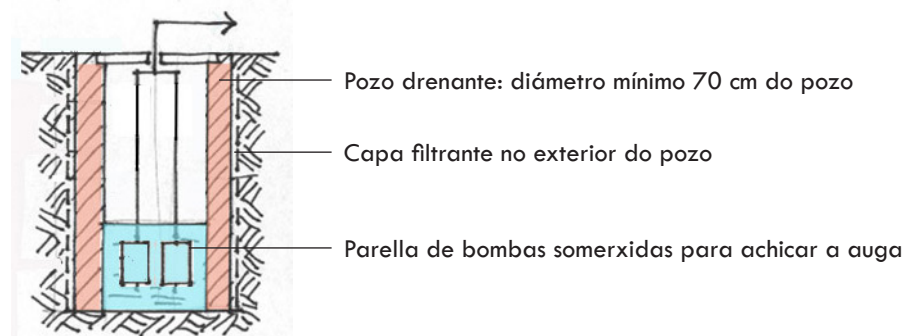 Pozo drenante: diámetro mínimo 70 cm do pozo
Capa filtrante no exterior do pozo
Parella de bombas somerxidas para achicar a auga